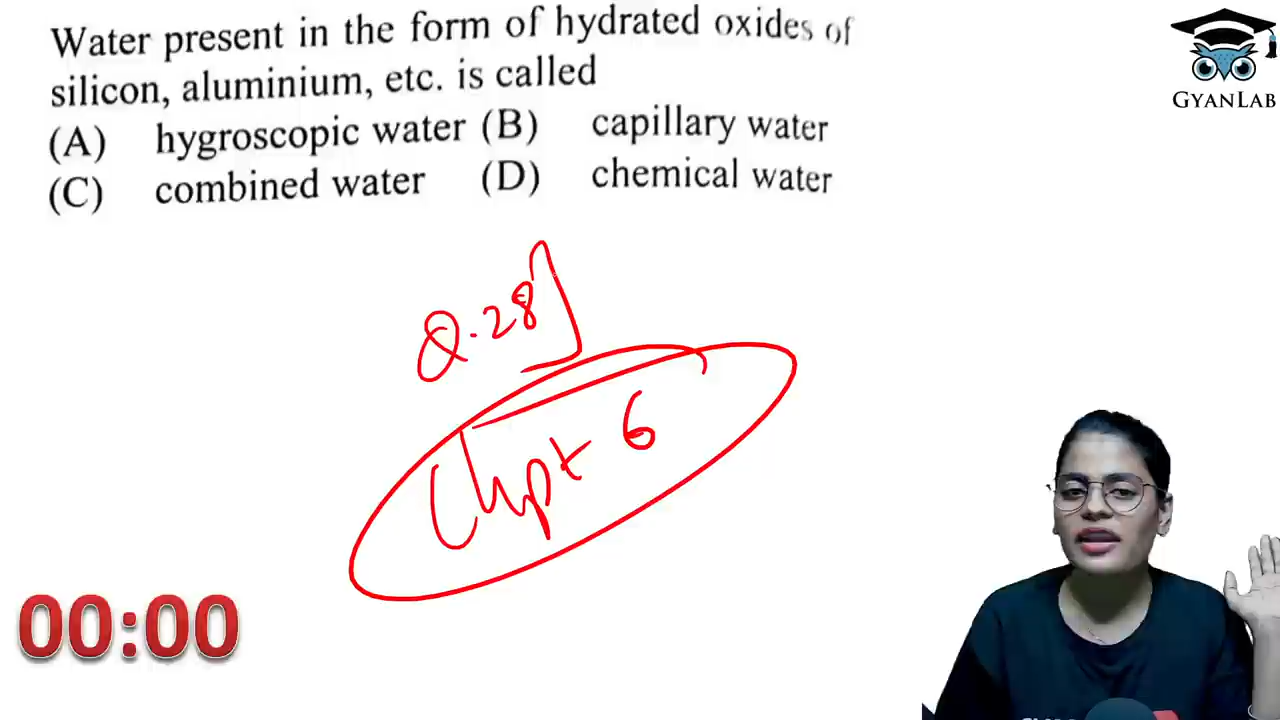 Water present in the form of hydrated oxides of
silicon, aluminium, etc. is called
(A) hygroscopic water (B) capillary water
(C) combined water (D) chemical water
GYANLAB
Q.28
Chpt 6
00:00